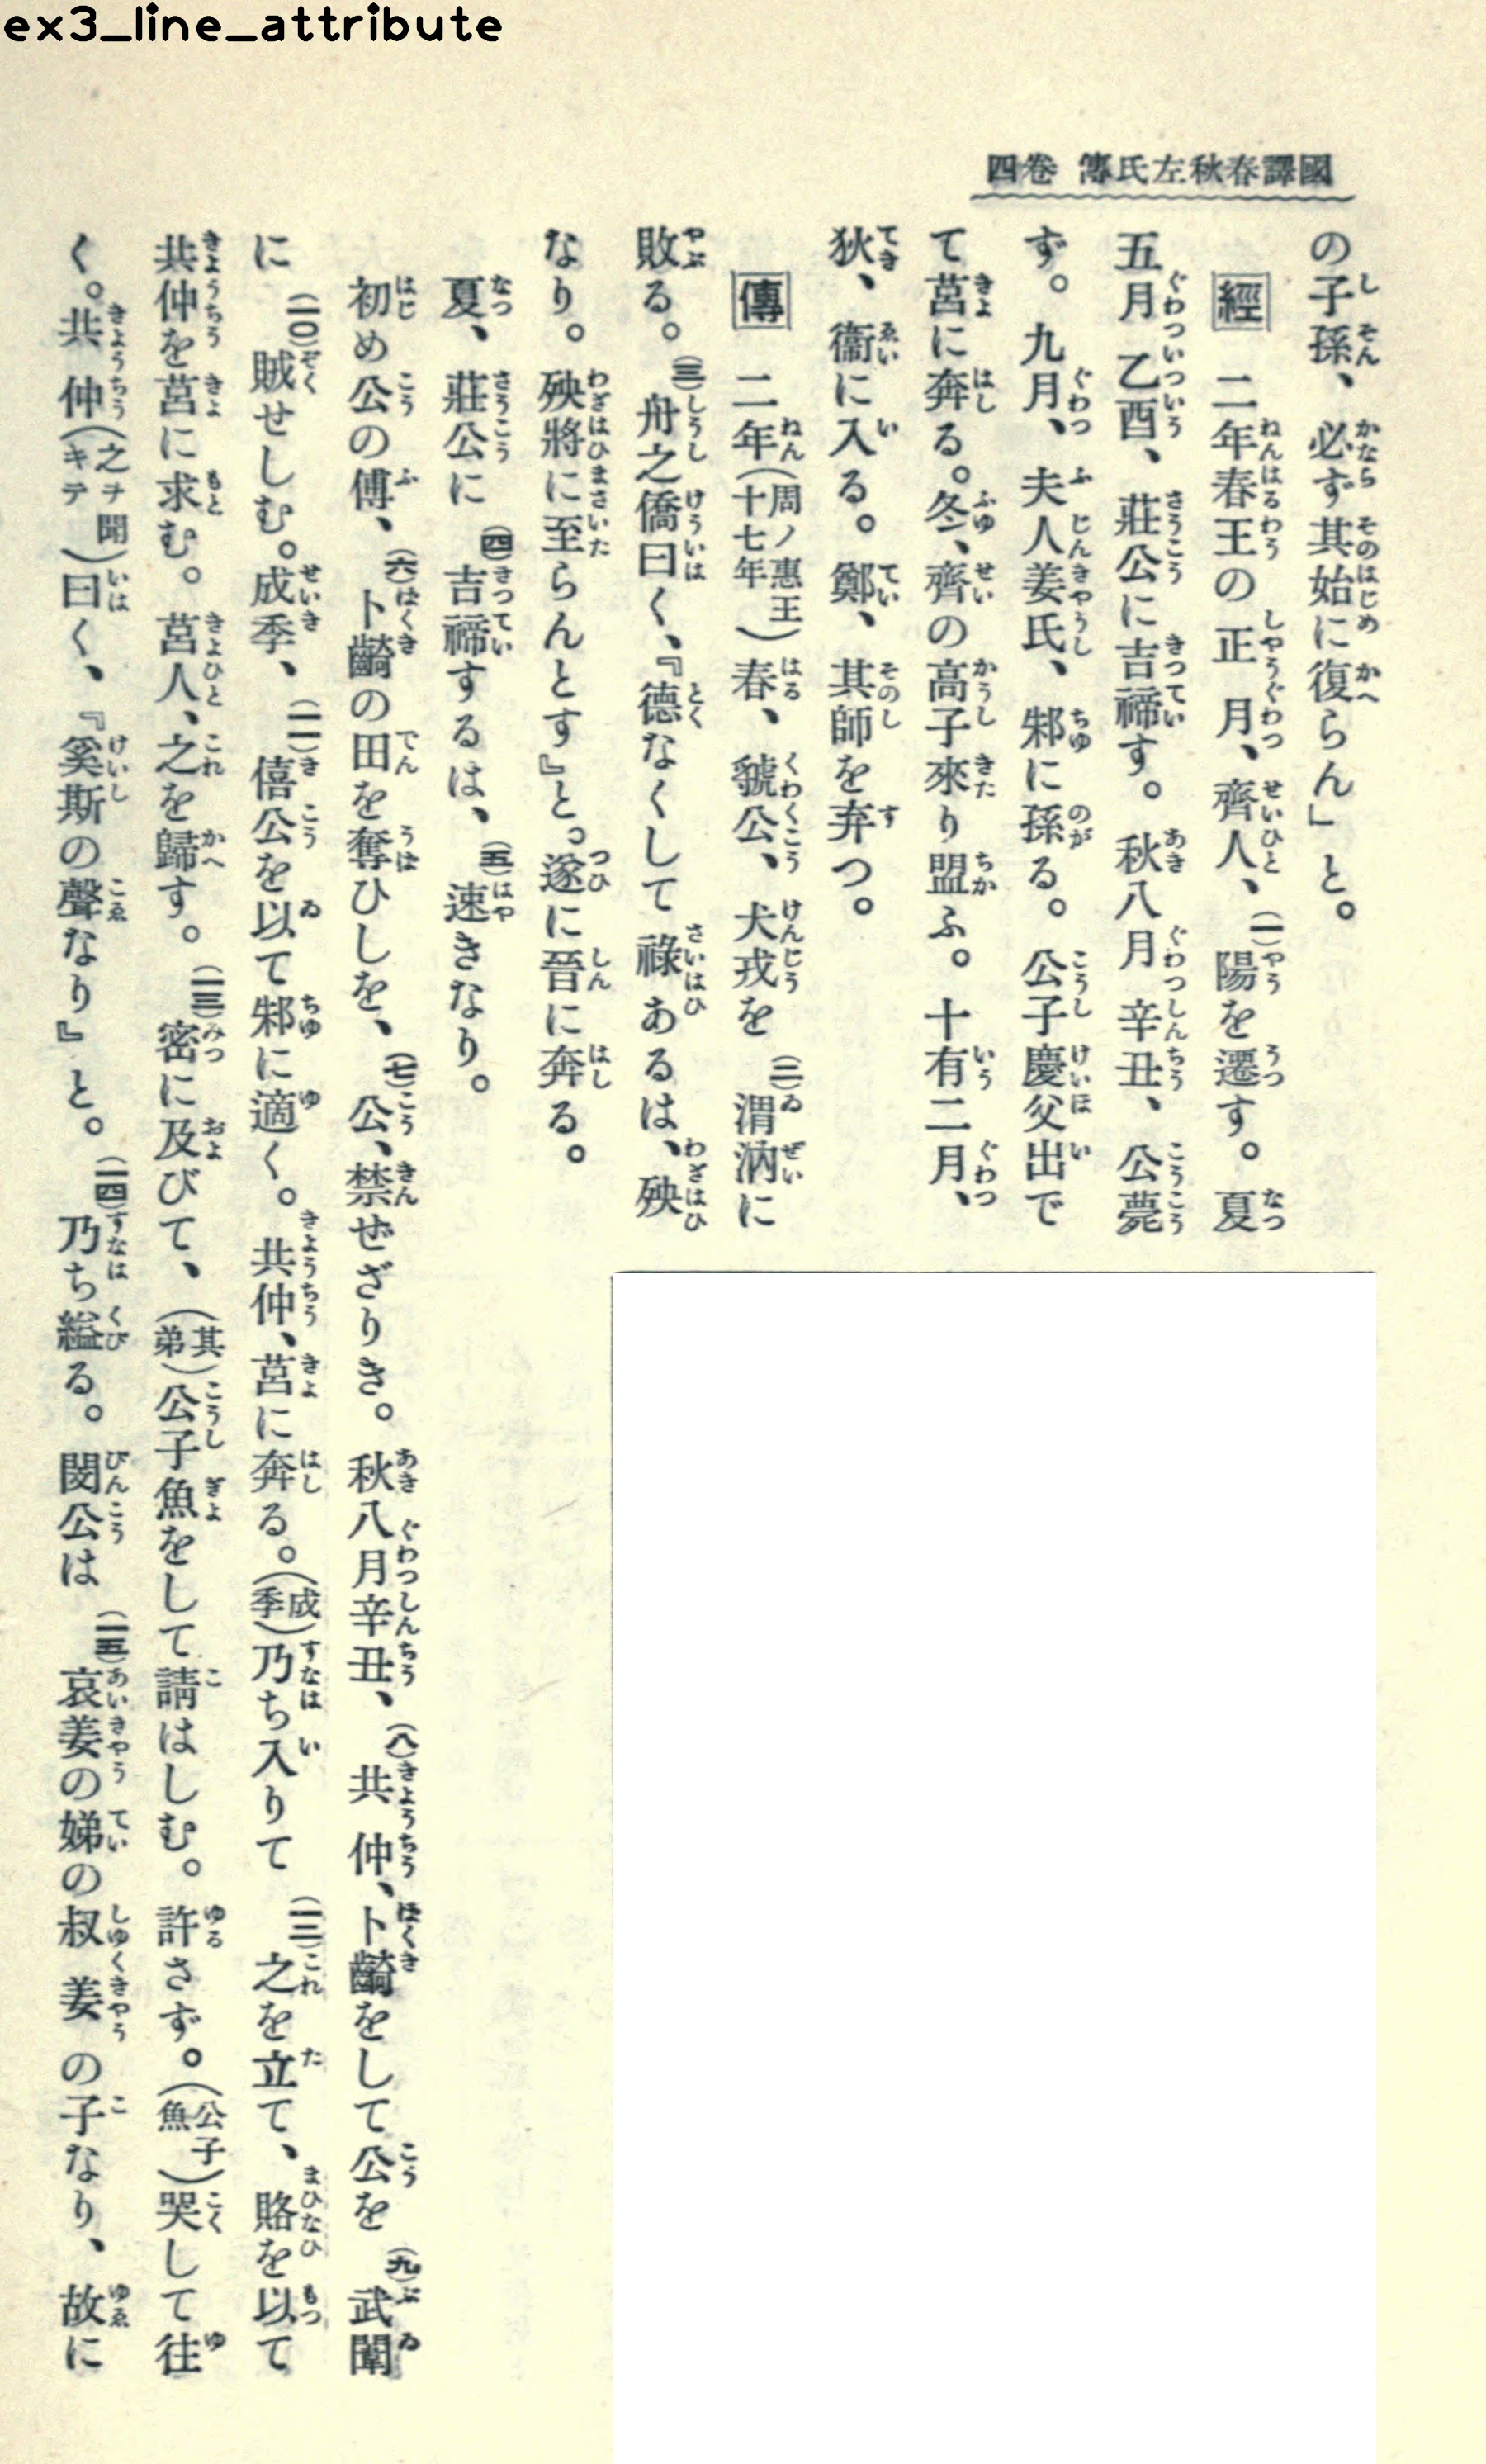 ex3_line_attribute
國譯春秋左氏傳 卷四
の子孫、必ず其始に復らん」と。
經 二年春王の正月、齊人、(一)陽を遷す。夏
五月乙酉、莊公に吉禘す。秋八月辛丑、公薨
ず。九月、夫人姜氏、邾に孫る。公子慶父出で
て莒に奔る。冬、齊の高子來り盟ふ。十有二月、
狄、衞に入る。鄭、其師を弃つ。
傳 二年(周ノ惠王十七年)春、虢公、犬戎を(二)渭汭に
敗る。(三)舟之僑曰く、『德なくして祿あるは、殃
なり。殃將に至らんとす』と。遂に晉に奔る。
夏、莊公に(四)吉禘するは、(五)速きなり。
初め公の傅、(六)卜齮の田を奪ひしを、(七)公、禁ぜざりき。秋八月辛丑、(八)共仲、卜齮をして公を(九)武闈
に(一〇)賊せしむ。成季、(一一)僖公を以て邾に適く。共仲、莒に奔る。(成季)乃ち入りて(一二)之を立て、賂を以て
共仲を莒に求む。莒人、之を歸す。(一三)密に及びて、(其弟)公子魚をして請はしむ。許さず。(公子魚)哭して往
く。共仲(之ヲ聞キテ)曰く、『奚斯の聲なり』と。(一四)乃ち縊る。閔公は(一五)哀姜の娣の叔姜の子なり、故に